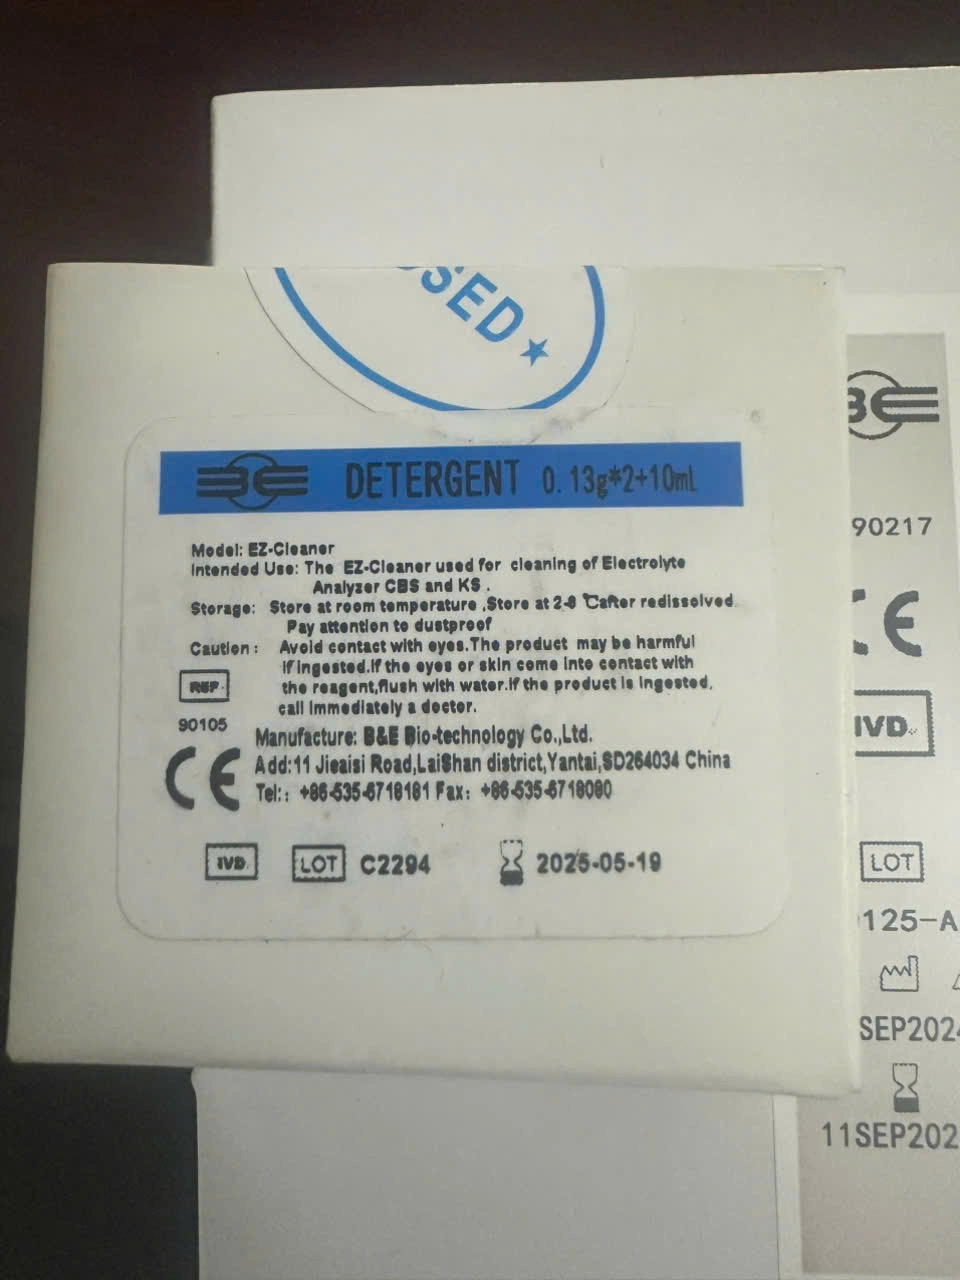 SED
BE DETERGENT 0.13g*2+10mL
Model: EZ-Cleaner
Intended Use: The EZ-Cleaner used for cleaning of Electrolyte
Analyzer CBS and KS .
Storage: Store at room temperature ,Store at 2-8 ℃after redissolved.
Pay attention to dustproof
Caution : Avoid contact with eyes.The product may be harmful
if ingested.If the eyes or skin come into contact with
the reagent,flush with water.If the product is ingested,
call immediately a doctor.
REF
90105
Manufacture: B&E Bio-technology Co.,Ltd.
Add:11 Jieaisi Road,LaiShan district,Yantai,SD264034 China
Tel:: +86-535-6718181 Fax: +86-535-6718080
CE
IVD
LOT C2294
2025-05-19
BE
90217
CE
IVD
LOT
125-A
SEP202
11SEP202